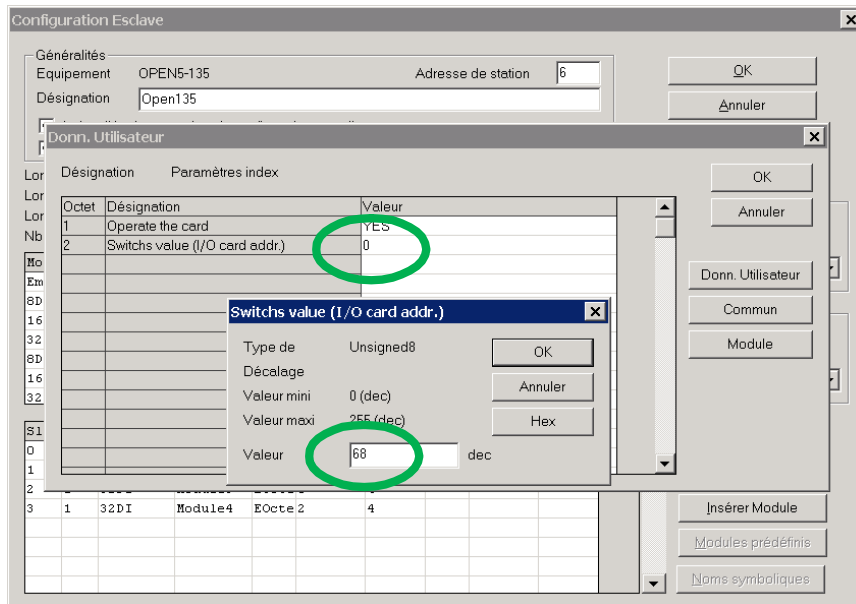 Configuration Esclave
Généralités
Equipement OPEN5-135 Adresse de station 6
Désignation Open135
OK
Annuler
Donn. Utilisateur
Désignation Paramètres index
Octet Désignation Valeur
1 Operate the card YES
2 Switchs value (I/O card addr.) 0
OK
Annuler
Donn. Utilisateur
Commun
Module
Lor
Lor
Lor
Nb
Mo
Em
8D
16
32
8D
16
32
Switchs value (I/O card addr.)
Type de Unsigned8
Décalage
Valeur mini 0 (dec)
Valeur maxi 255 (dec)
Valeur 68 dec
OK
Annuler
Hex
Sl
0
1
2
3 1 32DI Module4 EOcte 2 4
Insérer Module
Modules prédéfinis
Noms symboliques